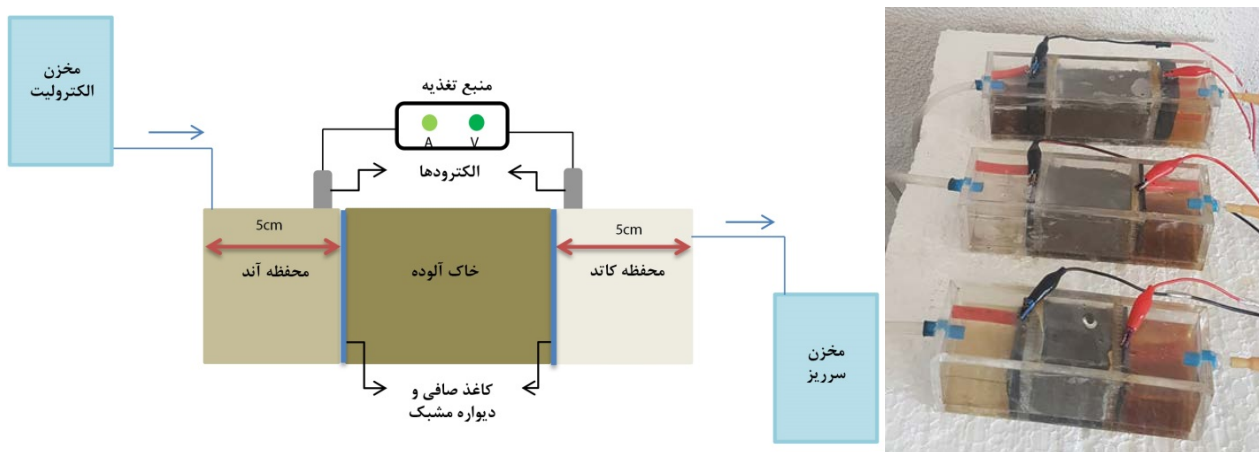 مخزن
الکترولیت
منبع تغذیه
A
V
الکترودها
5cm
محفظه آند
خاک آلوده
5cm
محفظه کاتد
کاغذ صافی و
دیواره مشبک
مخزن
سرریز